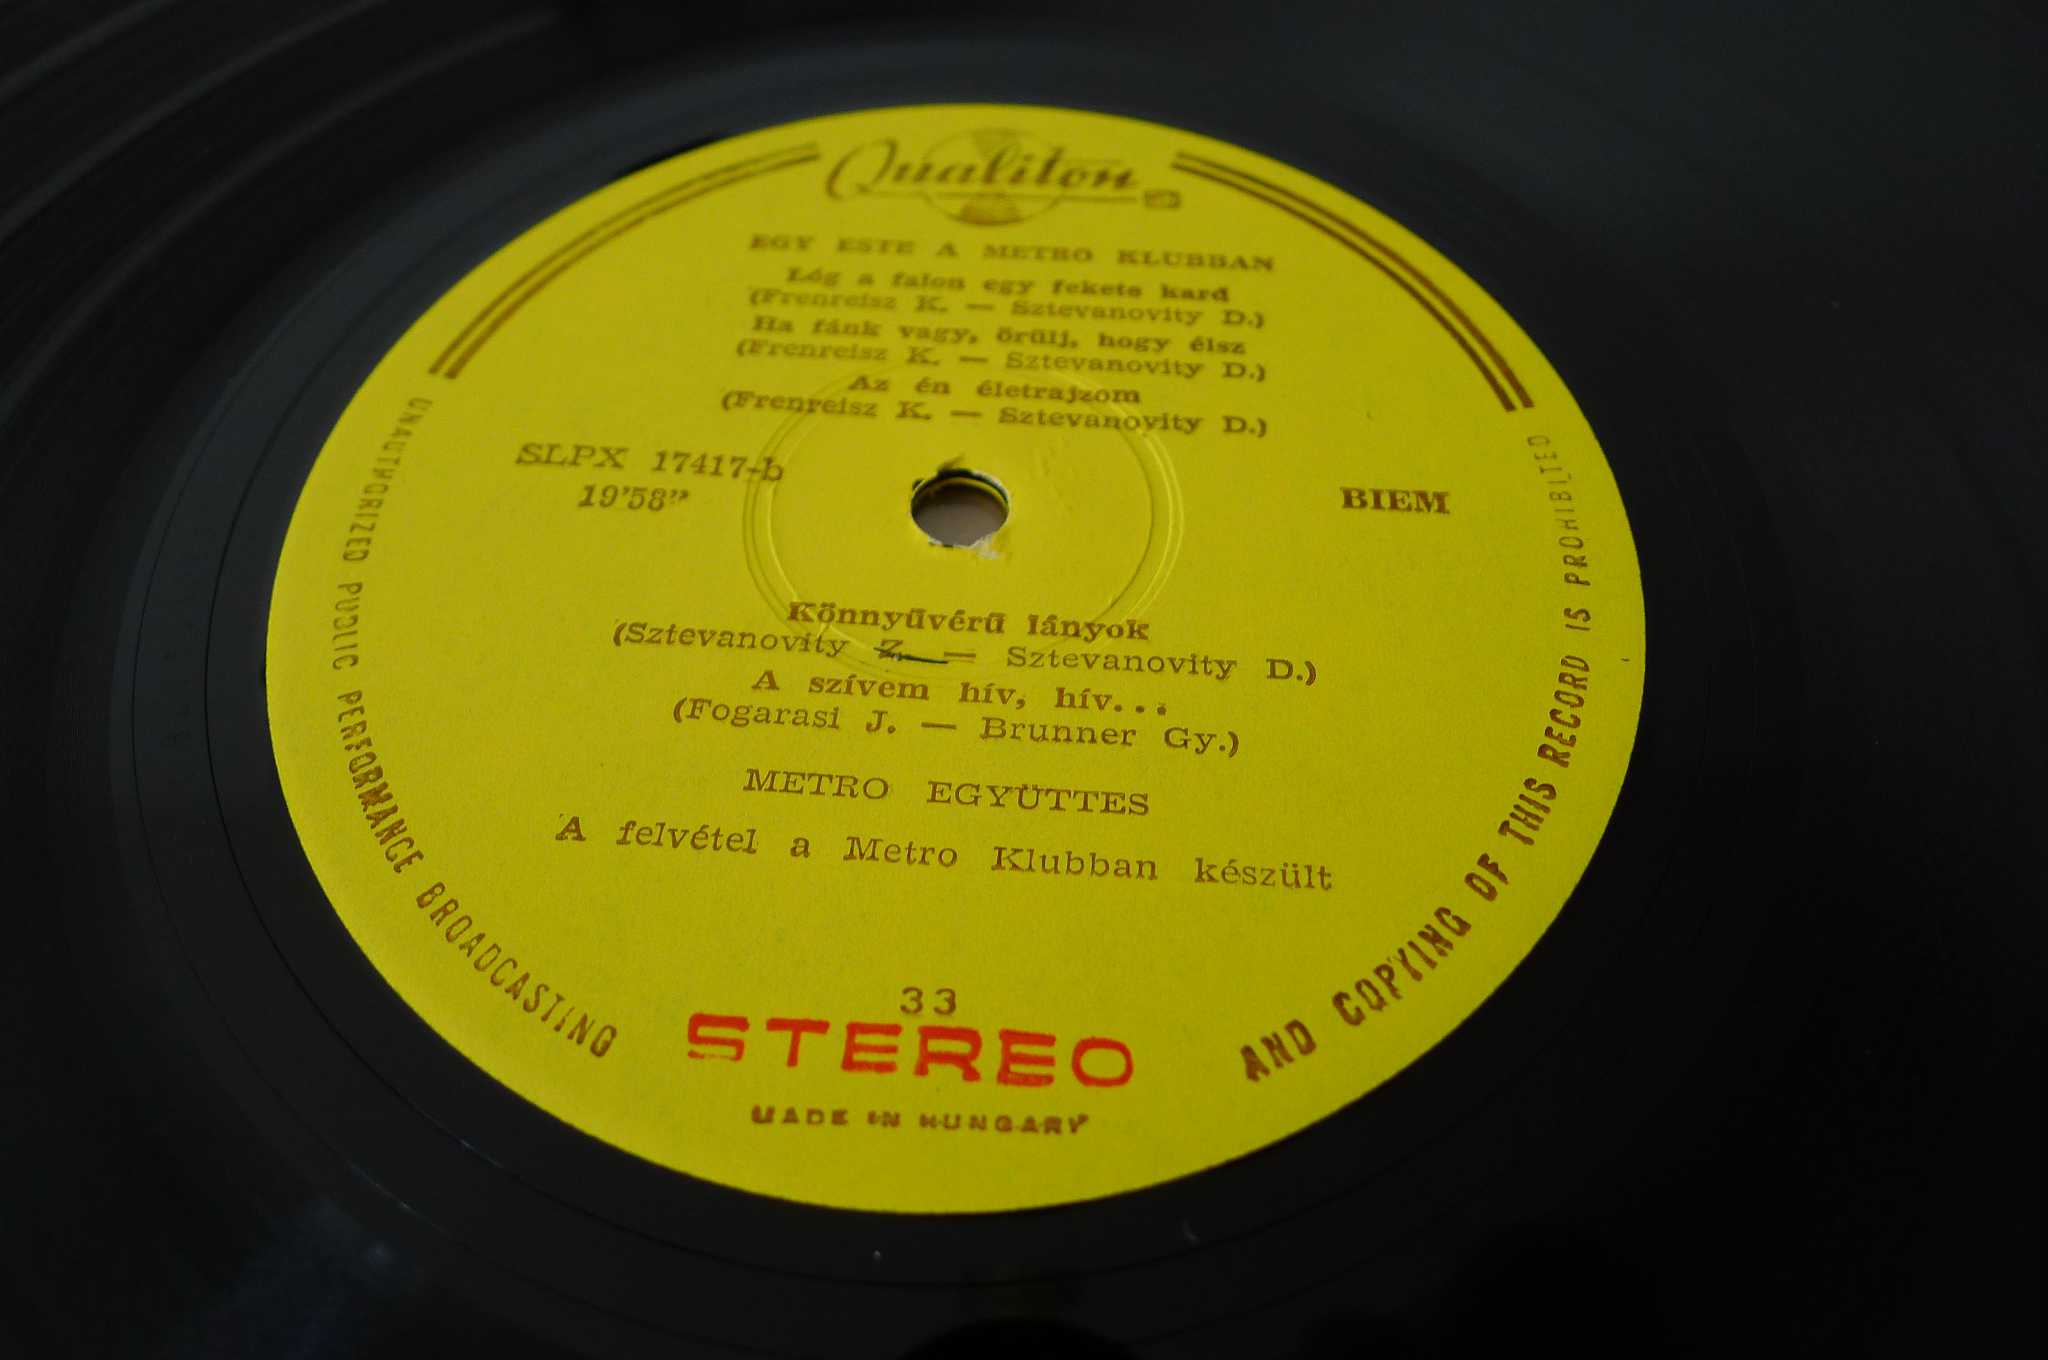 Qualiton
EGY ESTE A METRO KLUBBAN
Lóg a falon egy fekete kard
(Frenreisz K. — Sztevanovity D.)
Ha fánk vagy, örülj, hogy élsz
(Frenreisz K. — Sztevanovity D.)
Az én életrajzom
(Frenreisz K. — Sztevanovity D.)
SLPX 17417-b
19'58"
BIEM
Könnyűvérű lányok
(Sztevanovity Z. — Sztevanovity D.)
A szívem hív, hív...
(Fogarasi J. — Brunner Gy.)
METRO EGYÜTTES
A felvétel a Metro Klubban készült
33
STEREO
MADE IN HUNGARY
UNAUTHORIZED PUBLIC PERFORMANCE BROADCASTING
AND COPYING OF THIS RECORD IS PROHIBLTED